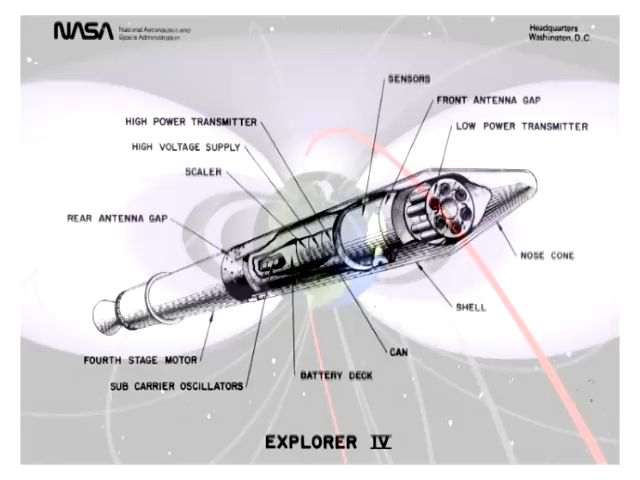 NASA
National Aeronautics and
Space Administration
Headquarters
Washington, D.C.
SENSORS
FRONT ANTENNA GAP
HIGH POWER TRANSMITTER
LOW POWER TRANSMITTER
HIGH VOLTAGE SUPPLY
SCALER
REAR ANTENNA GAP
NOSE CONE
SHELL
CAN
FOURTH STAGE MOTOR
BATTERY DECK
SUB CARRIER OSCILLATORS
EXPLORER IV